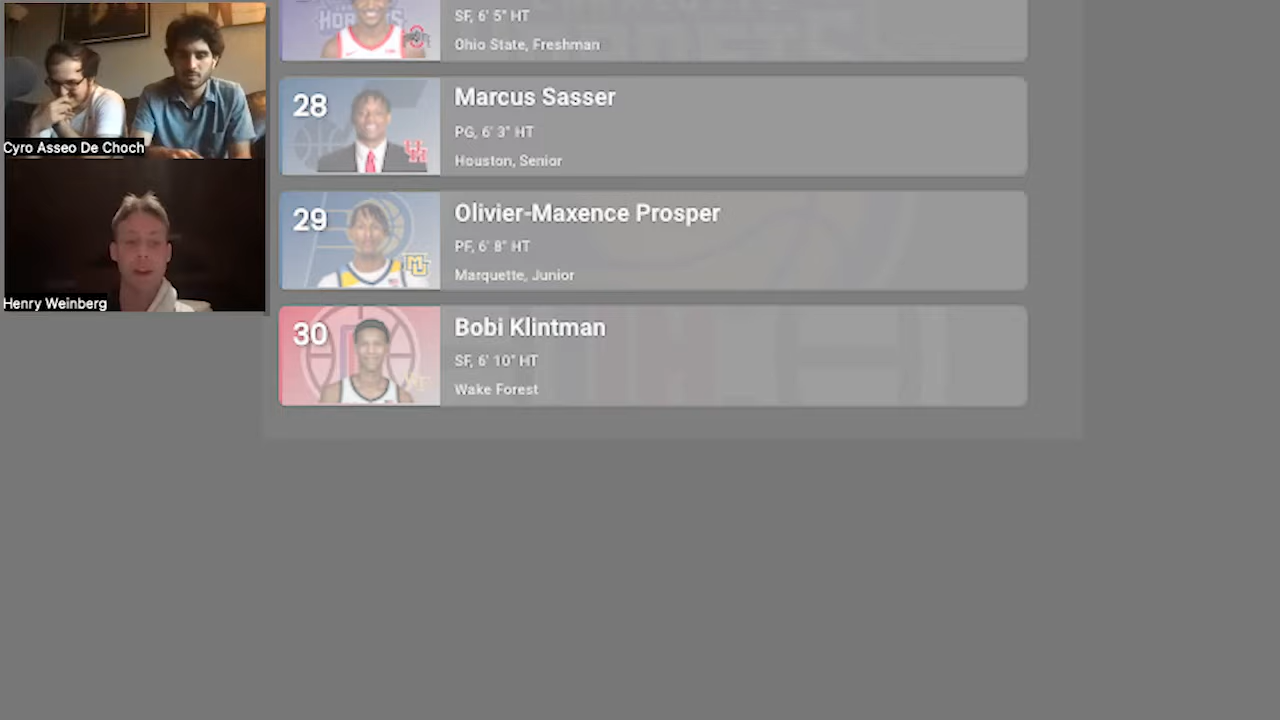 HORNETS
SF, 6' 5" HT
Ohio State, Freshman
28
Marcus Sasser
PG, 6' 3" HT
Houston, Senior
29
Olivier-Maxence Prosper
PF, 6' 8" HT
Marquette, Junior
30
Bobi Klintman
SF, 6' 10" HT
Wake Forest
Cyro Asseo De Choch
Henry Weinberg